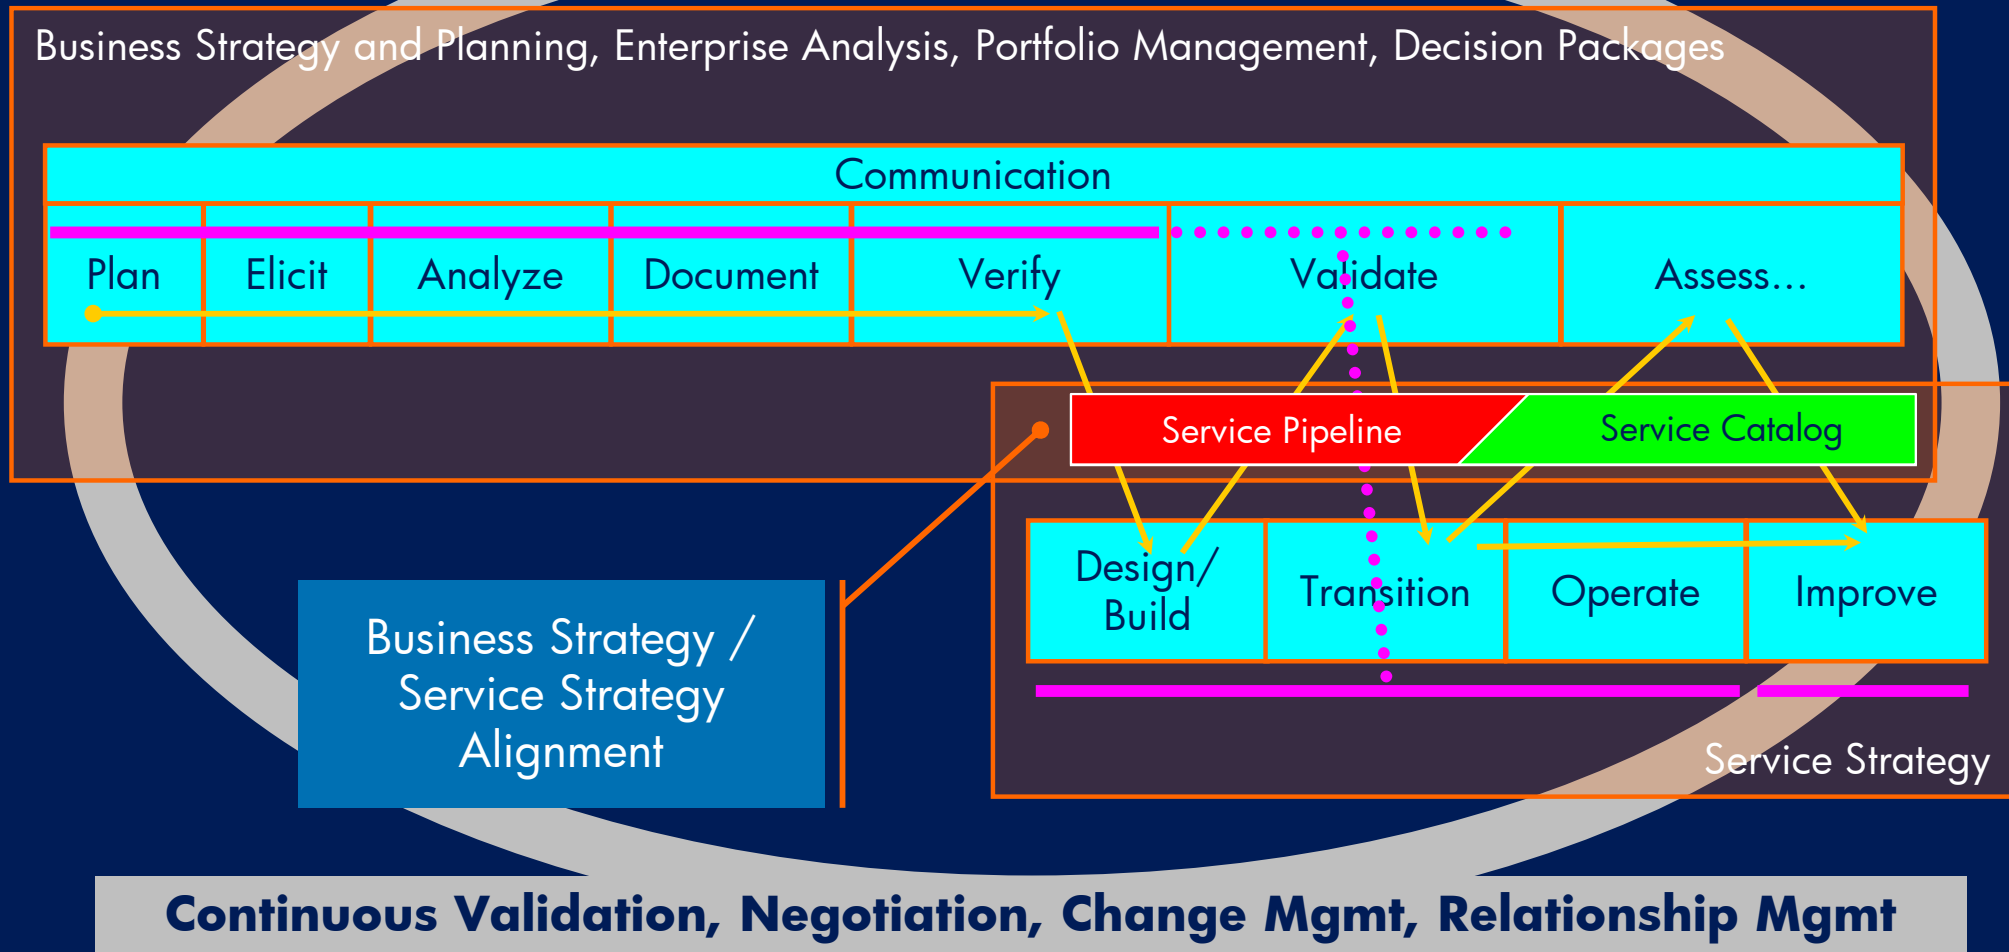 Business Strategy and Planning, Enterprise Analysis, Portfolio Management, Decision Packages
Communication
Plan
Elicit
Analyze
Document
Verify
Validate
Assess...
Service Pipeline
Service Catalog
Design/
Build
Transition
Operate
Improve
Business Strategy /
Service Strategy
Alignment
Service Strategy
Continuous Validation, Negotiation, Change Mgmt, Relationship Mgmt